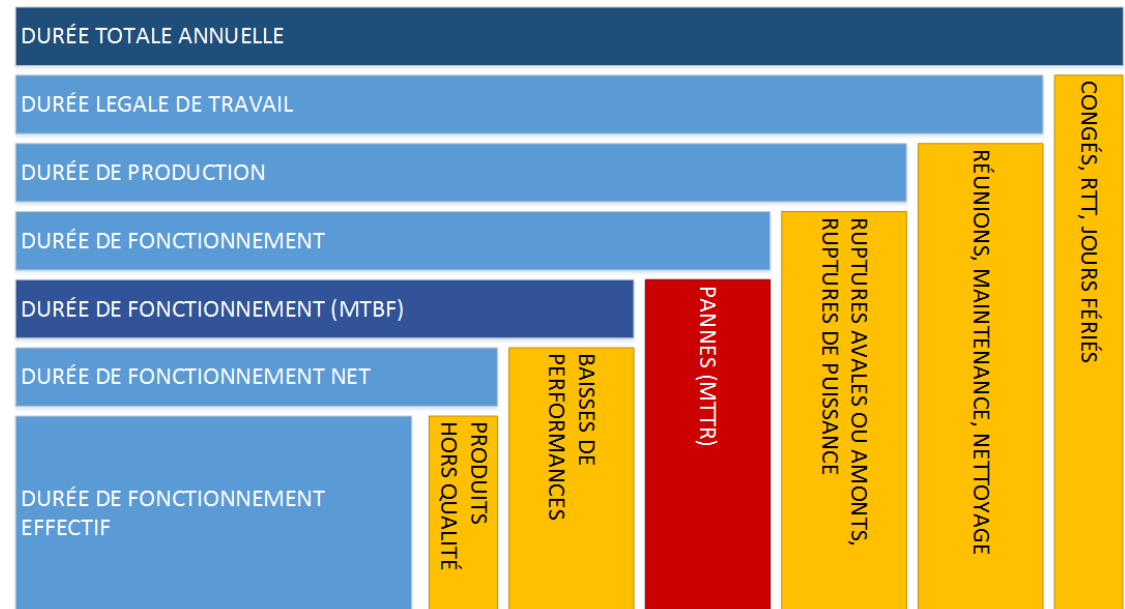 DURÉE TOTALE ANNUELLE
DURÉE LEGALE DE TRAVAIL
CONGÉS, RTT, JOURS FÉRIÉS
DURÉE DE PRODUCTION
RÉUNIONS, MAINTENANCE, NETTOYAGE
DURÉE DE FONCTIONNEMENT
RUPTURES AVALES OU AMONTS,
RUPTURES DE PUISSANCE
DURÉE DE FONCTIONNEMENT (MTBF)
PANNES (MTTR)
DURÉE DE FONCTIONNEMENT NET
BAISSES DE
PERFORMANCES
DURÉE DE FONCTIONNEMENT
EFFECTIF
PRODUITS
HORS QUALITÉ